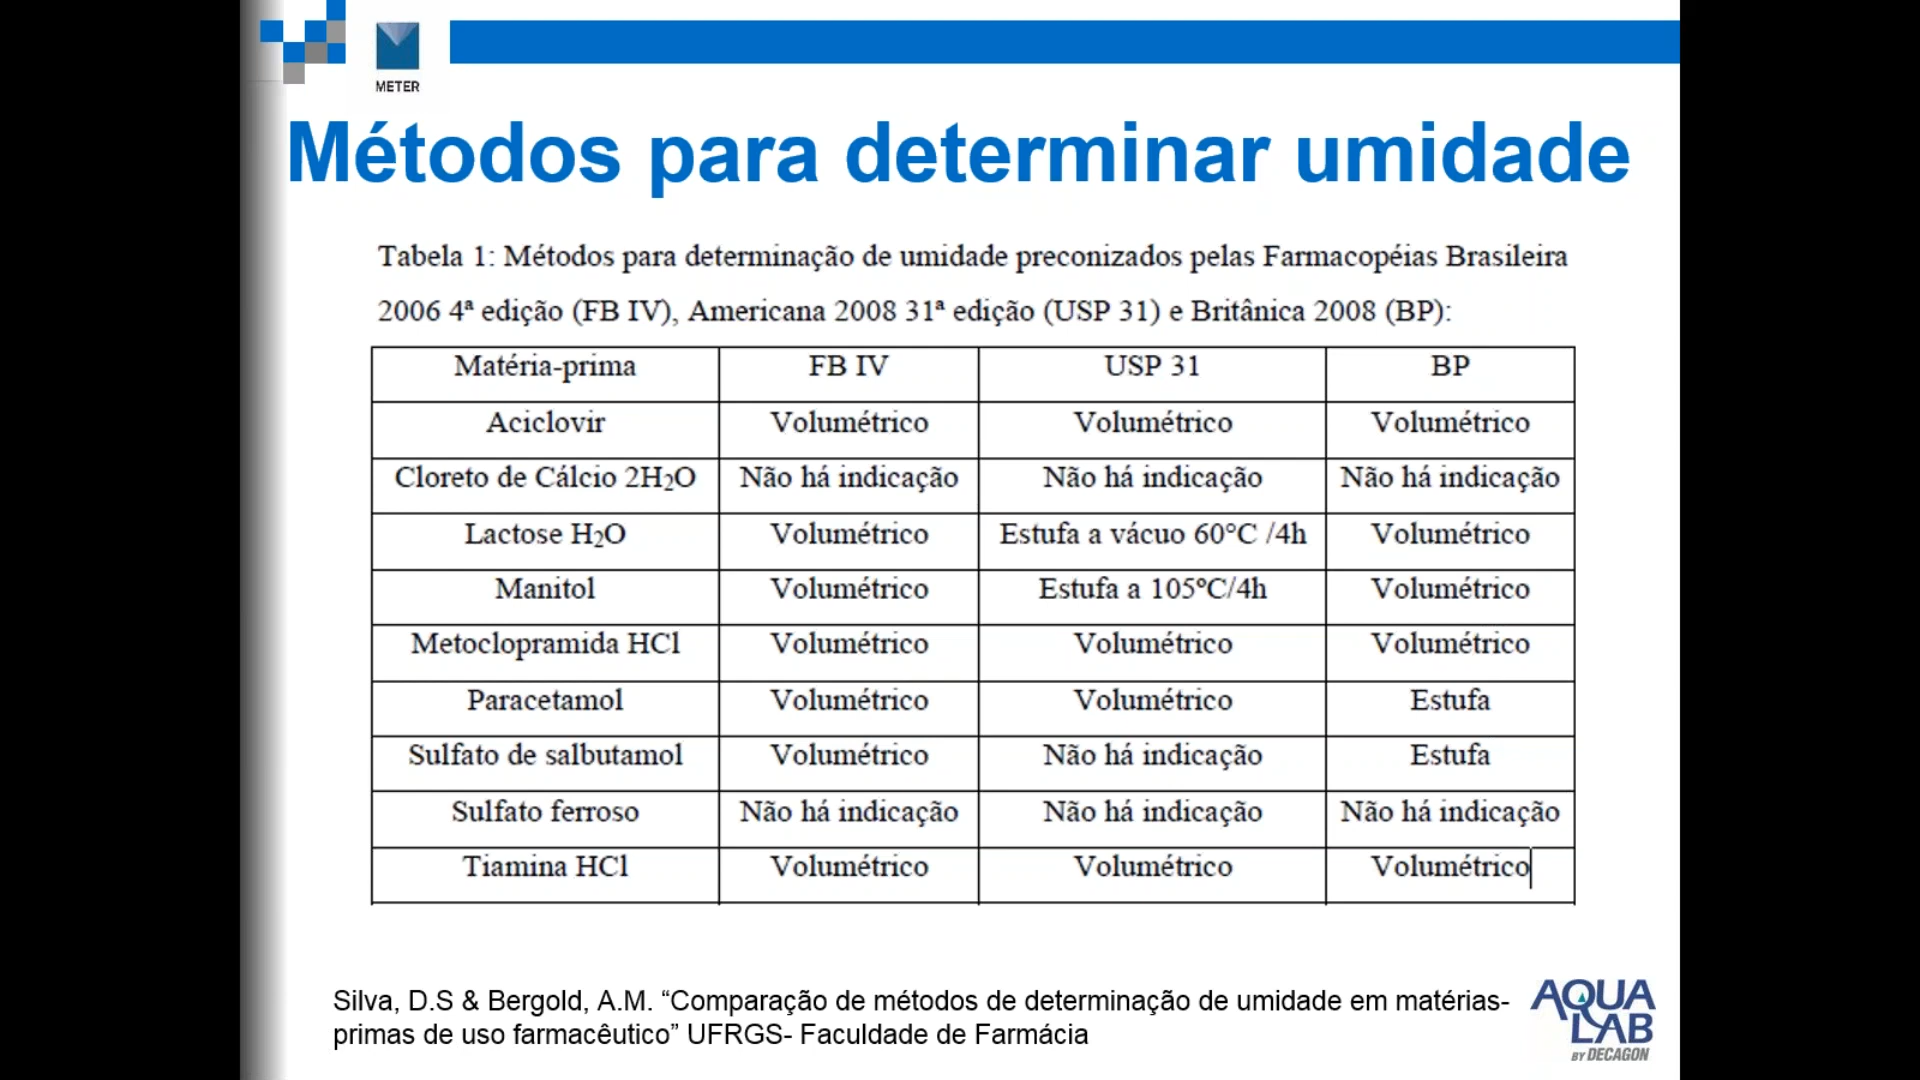 METER
Métodos para determinar umidade
Tabela 1: Métodos para determinação de umidade preconizados pelas Farmacopéias Brasileira
2006 4ª edição (FB IV), Americana 2008 31ª edição (USP 31) e Britânica 2008 (BP):
Matéria-prima FB IV USP 31 BP
Aciclovir Volumétrico Volumétrico Volumétrico
Cloreto de Cálcio 2H₂O Não há indicação Não há indicação Não há indicação
Lactose H₂O Volumétrico Estufa a vácuo 60°C /4h Volumétrico
Manitol Volumétrico Estufa a 105ºC/4h Volumétrico
Metoclopramida HCl Volumétrico Volumétrico Volumétrico
Paracetamol Volumétrico Volumétrico Estufa
Sulfato de salbutamol Volumétrico Não há indicação Estufa
Sulfato ferroso Não há indicação Não há indicação Não há indicação
Tiamina HCl Volumétrico Volumétrico Volumétrico
Silva, D.S & Bergold, A.M. “Comparação de métodos de determinação de umidade em matérias-
primas de uso farmacêutico” UFRGS- Faculdade de Farmácia
AQUA
LAB
BY DECAGON